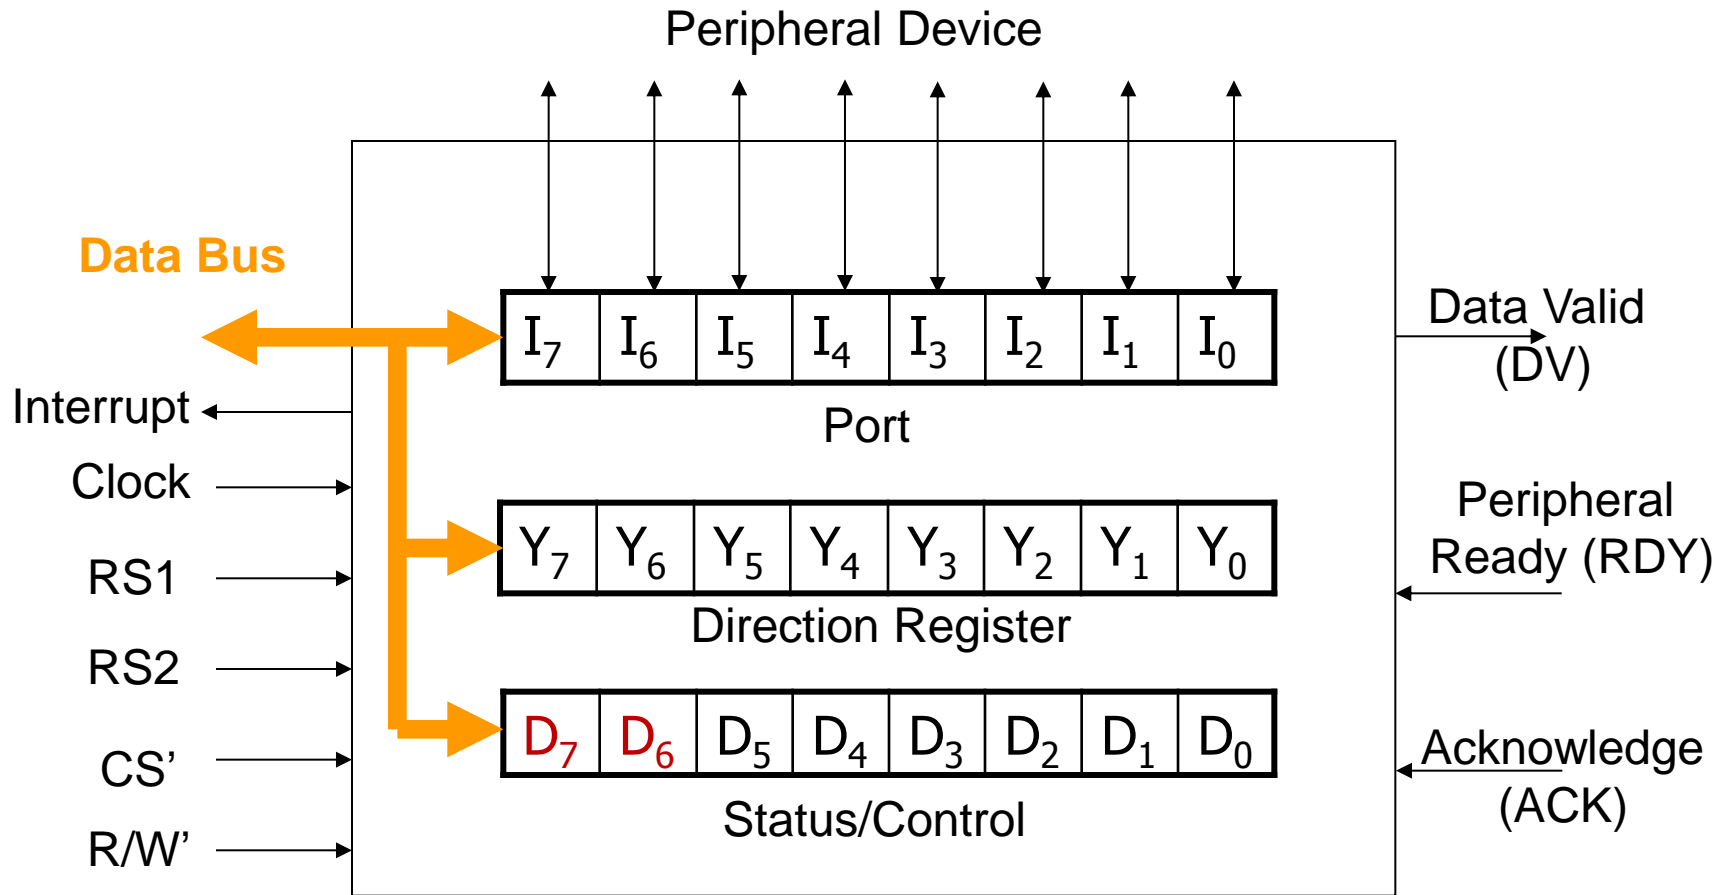 Peripheral Device
Data Bus
I7 I6 I5 I4 I3 I2 I1 I0
Port
Data Valid
(DV)
Interrupt
Clock
Y7 Y6 Y5 Y4 Y3 Y2 Y1 Y0
Direction Register
Peripheral
Ready (RDY)
RS1
RS2
D7 D6 D5 D4 D3 D2 D1 D0
Status/Control
Acknowledge
(ACK)
CS’
R/W’